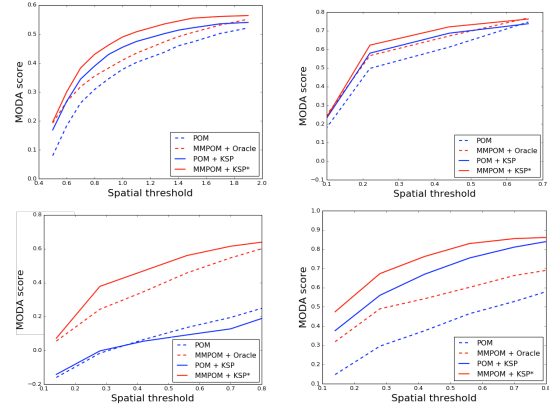 0.6
0.5
0.4
0.3
0.2
0.1
0.0
MODA score
0.4 0.6 0.8 1.0 1.2 1.4 1.6 1.8 2.0
Spatial threshold
POM
MMPOM + Oracle
POM + KSP
MMPOM + KSP*
0.8
0.7
0.6
0.5
0.4
0.3
0.2
0.1
0.0
−0.1
MODA score
0.1 0.2 0.3 0.4 0.5 0.6 0.7
Spatial threshold
POM
MMPOM + Oracle
POM + KSP
MMPOM + KSP*
0.8
0.6
0.4
0.2
0.0
−0.2
MODA score
0.1 0.2 0.3 0.4 0.5 0.6 0.7 0.8
Spatial threshold
POM
MMPOM + Oracle
POM + KSP
MMPOM + KSP*
1.0
0.9
0.8
0.7
0.6
0.5
0.4
0.3
0.2
0.1
MODA score
0.1 0.2 0.3 0.4 0.5 0.6 0.7 0.8
Spatial threshold
POM
MMPOM + Oracle
POM + KSP
MMPOM + KSP*